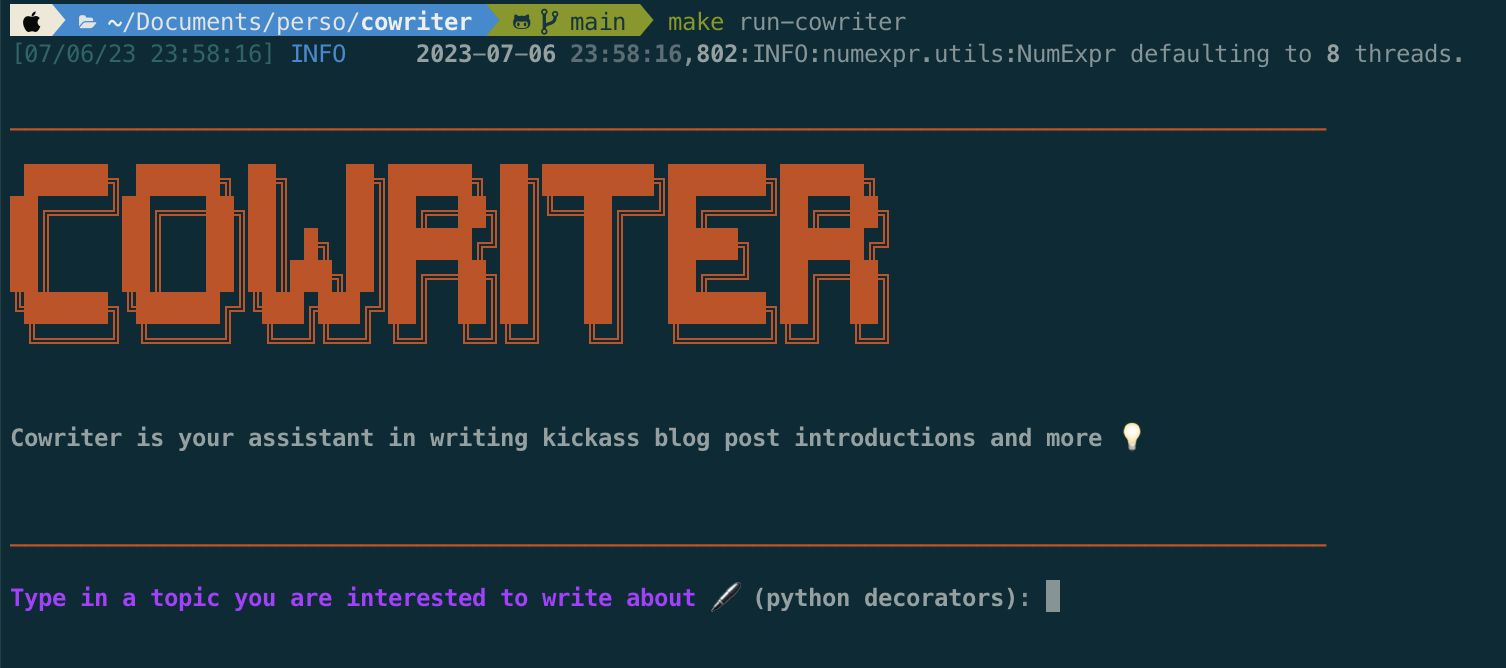 ~/Documents/perso/cowriter main make run-cowriter
[07/06/23 23:58:16] INFO 2023-07-06 23:58:16,802:INFO:numexpr.utils:NumExpr defaulting to 8 threads.
COWRITER
Cowriter is your assistant in writing kickass blog post introductions and more 💡
Type in a topic you are interested to write about 🖋️ (python decorators):